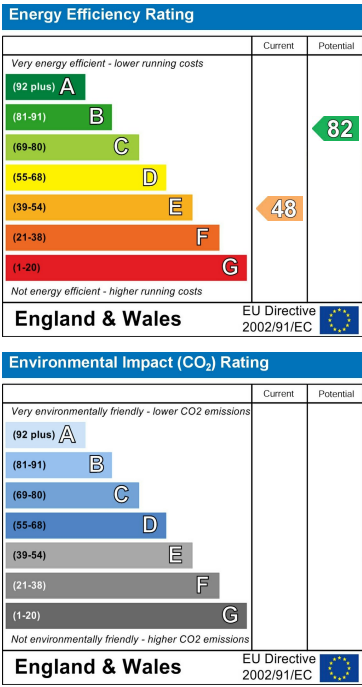 Energy Efficiency Rating
Current Potential
Very energy efficient - lower running costs
(92 plus) A
(81-91) B
82
(69-80) C
(55-68) D
(39-54) E
48
(21-38) F
(1-20) G
Not energy efficient - higher running costs
England & Wales
EU Directive
2002/91/EC
Environmental Impact (CO₂) Rating
Current Potential
Very environmentally friendly - lower CO2 emissions
(92 plus) A
(81-91) B
(69-80) C
(55-68) D
(39-54) E
(21-38) F
(1-20) G
Not environmentally friendly - higher CO2 emissions
England & Wales
EU Directive
2002/91/EC